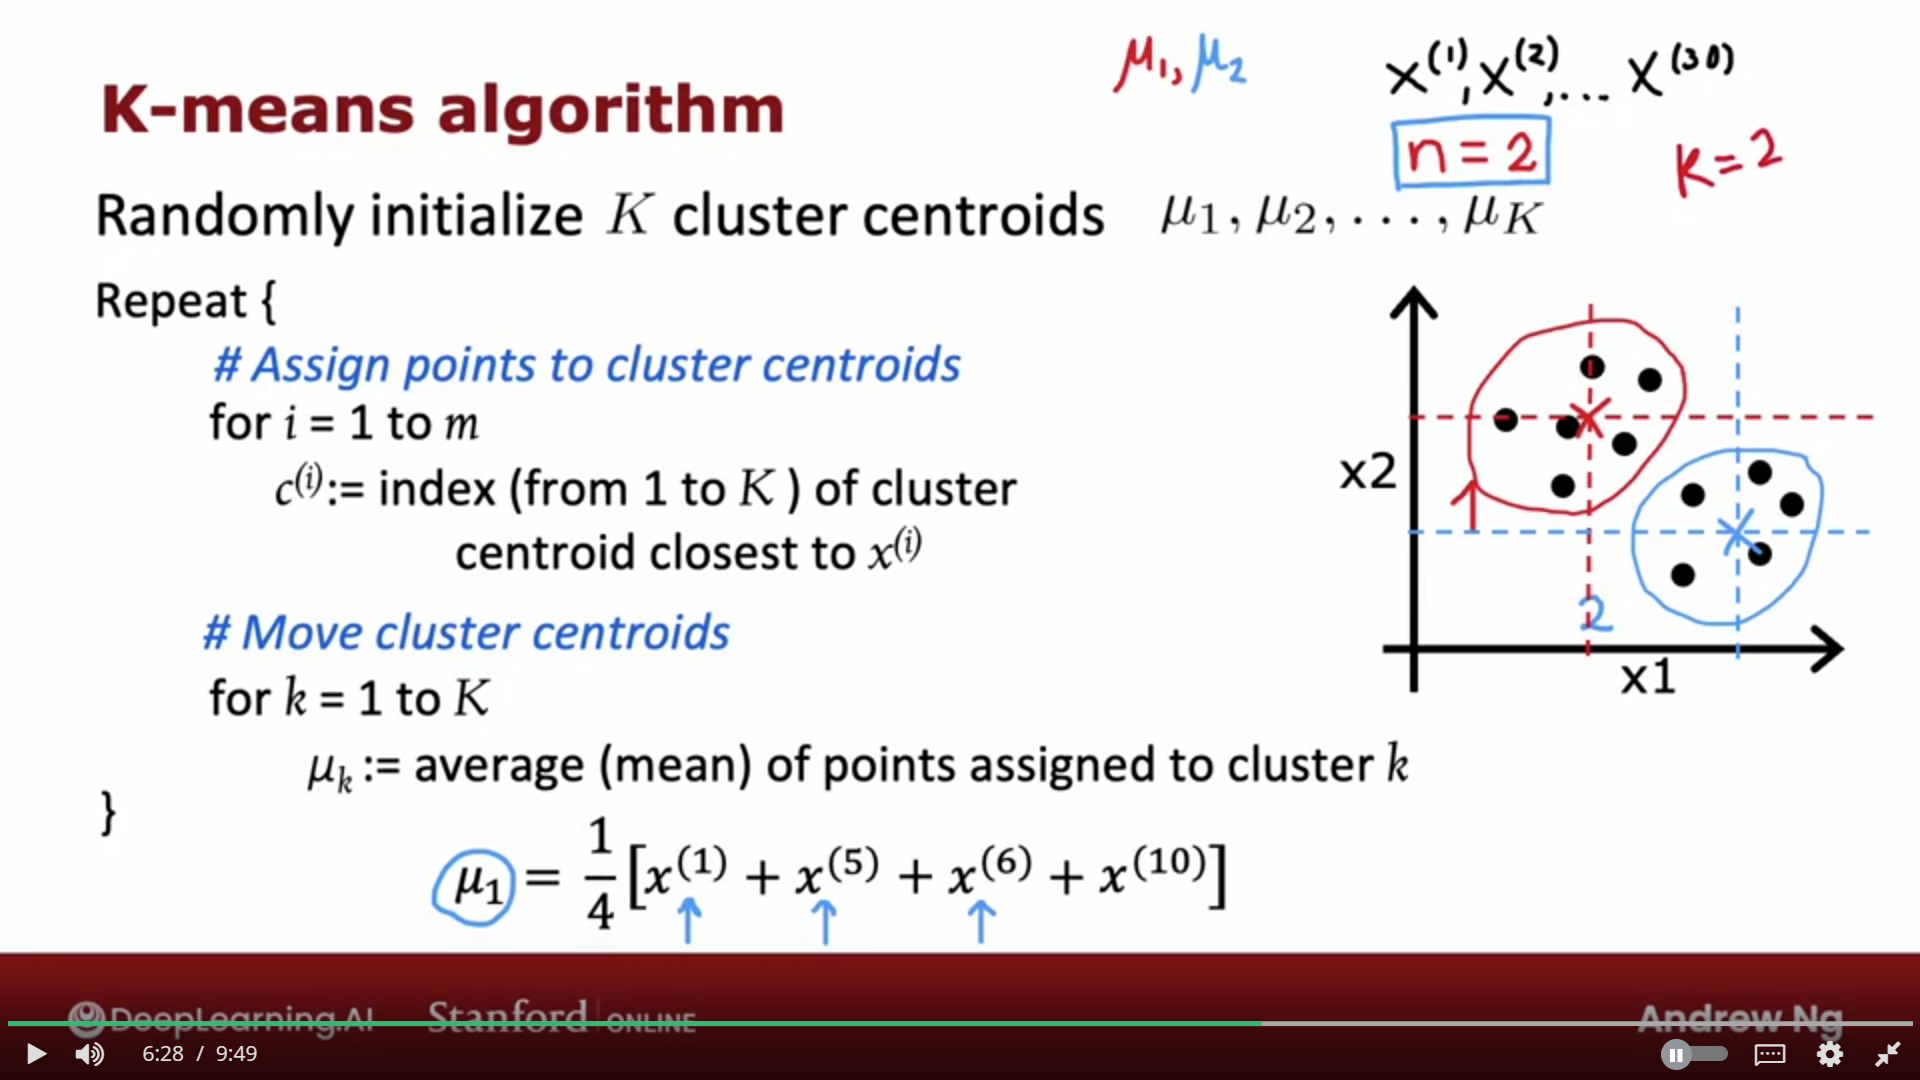 μ₁, μ₂
x⁽¹⁾, x⁽²⁾, ... x⁽³⁰⁾
K-means algorithm
n = 2
K = 2
Randomly initialize K cluster centroids μ₁, μ₂, . . . , μ_K
Repeat {
# Assign points to cluster centroids
for i = 1 to m
c⁽ⁱ⁾:= index (from 1 to K ) of cluster
centroid closest to x⁽ⁱ⁾
# Move cluster centroids
for k = 1 to K
μₖ := average (mean) of points assigned to cluster k
}
μ₁ = 1/4 [x⁽¹⁾ + x⁽⁵⁾ + x⁽⁶⁾ + x⁽¹⁰⁾]
x2
1
2
x1
DeepLearning.AI Stanford ONLINE Andrew Ng
6:28 / 9:49